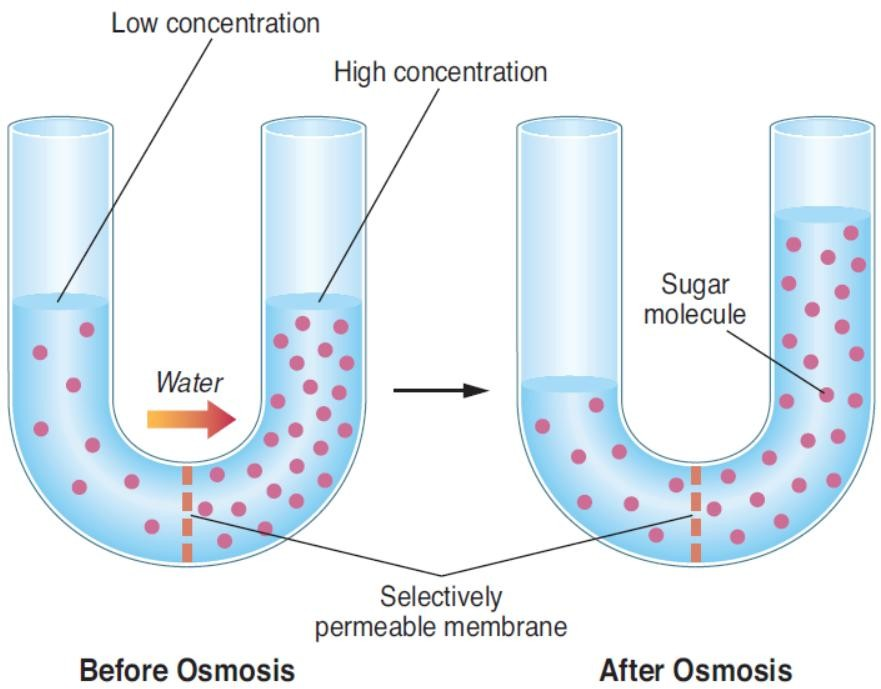 Low concentration
High concentration
Sugar
molecule
Water
Selectively
permeable membrane
Before Osmosis
After Osmosis